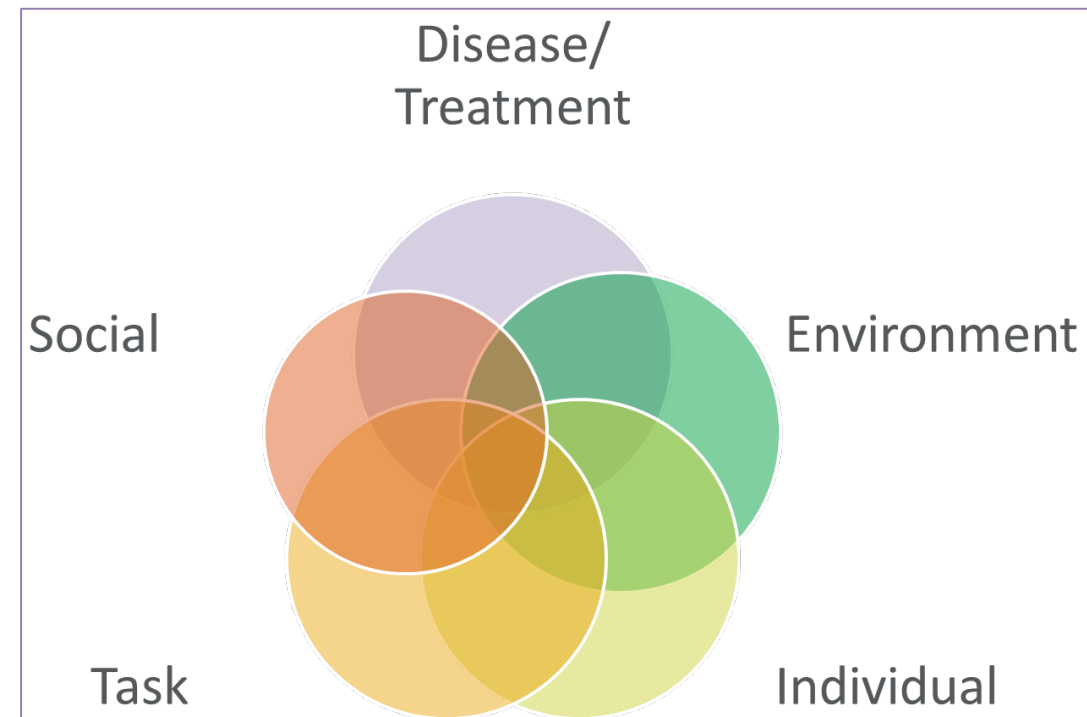 Disease/
Treatment
Social
Environment
Task
Individual